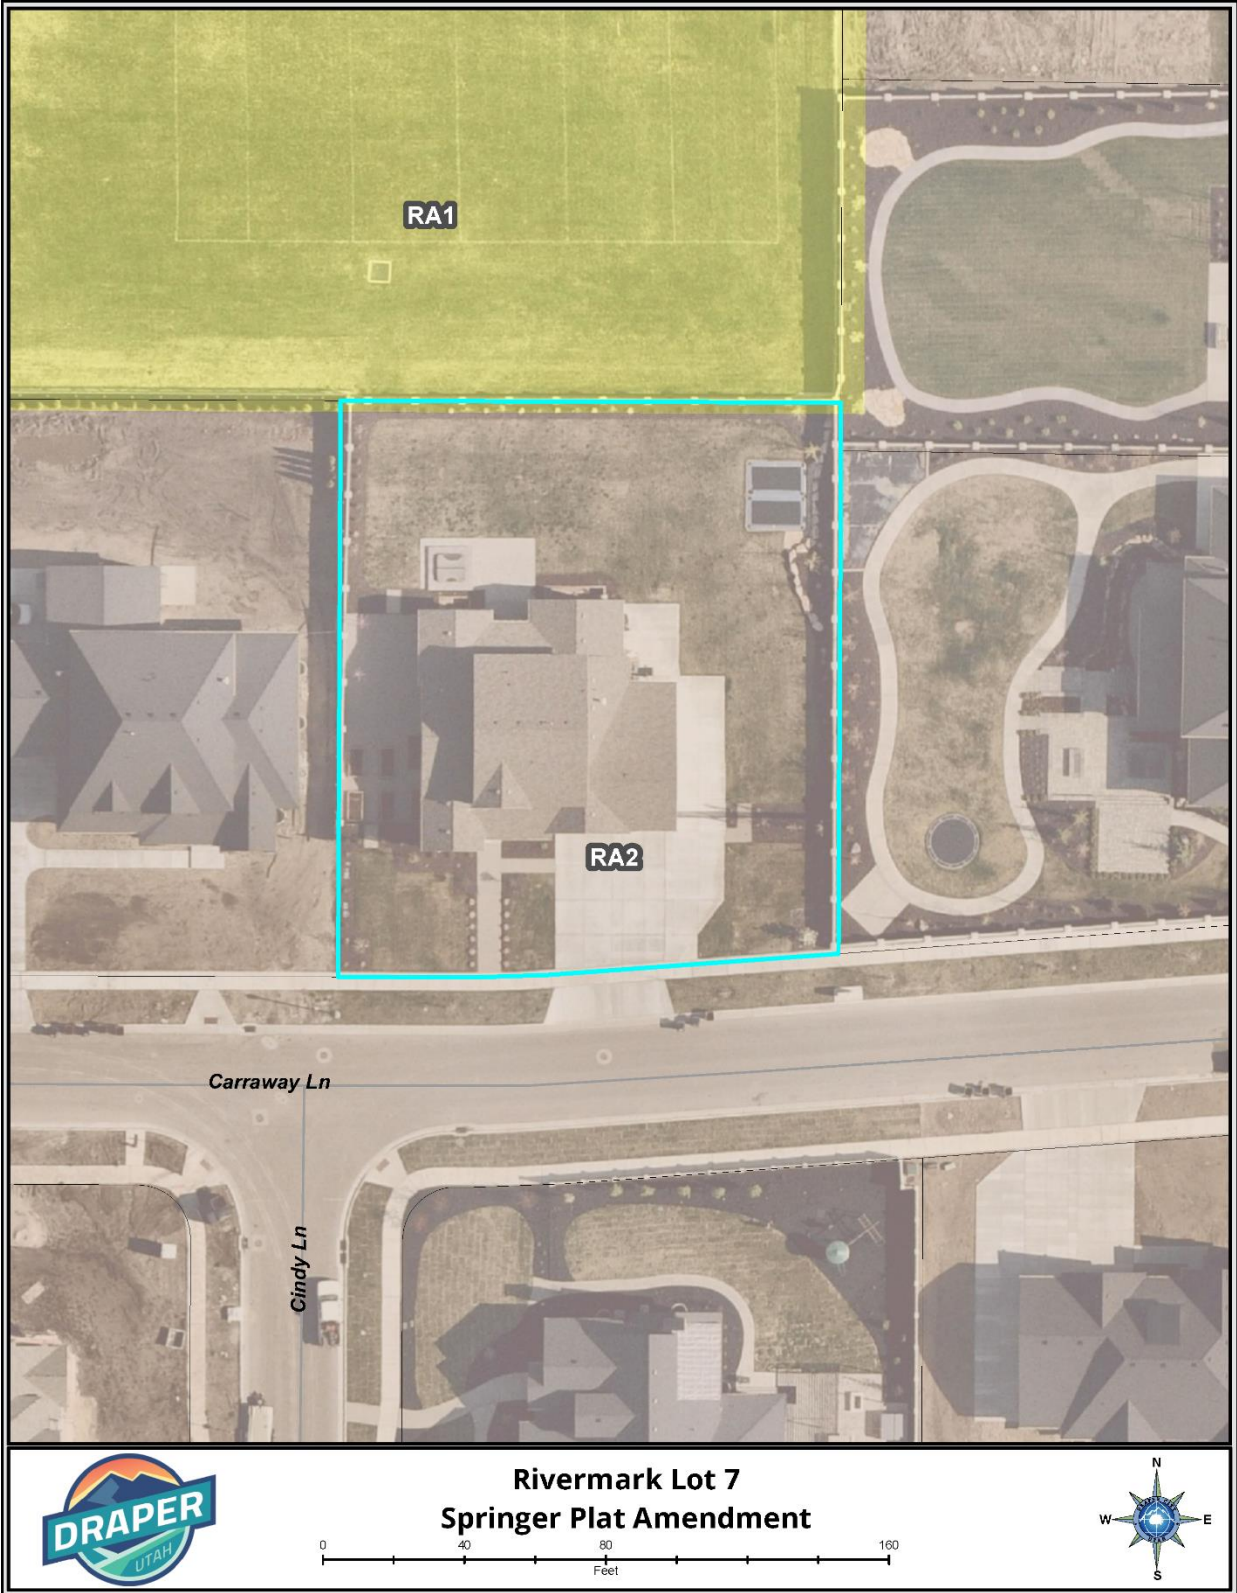 RA1
RA2
Carraway Ln
Cindy Ln
DRAPER
UTAH
Rivermark Lot 7
Springer Plat Amendment
0 40 80 160
Feet
N
W E
S